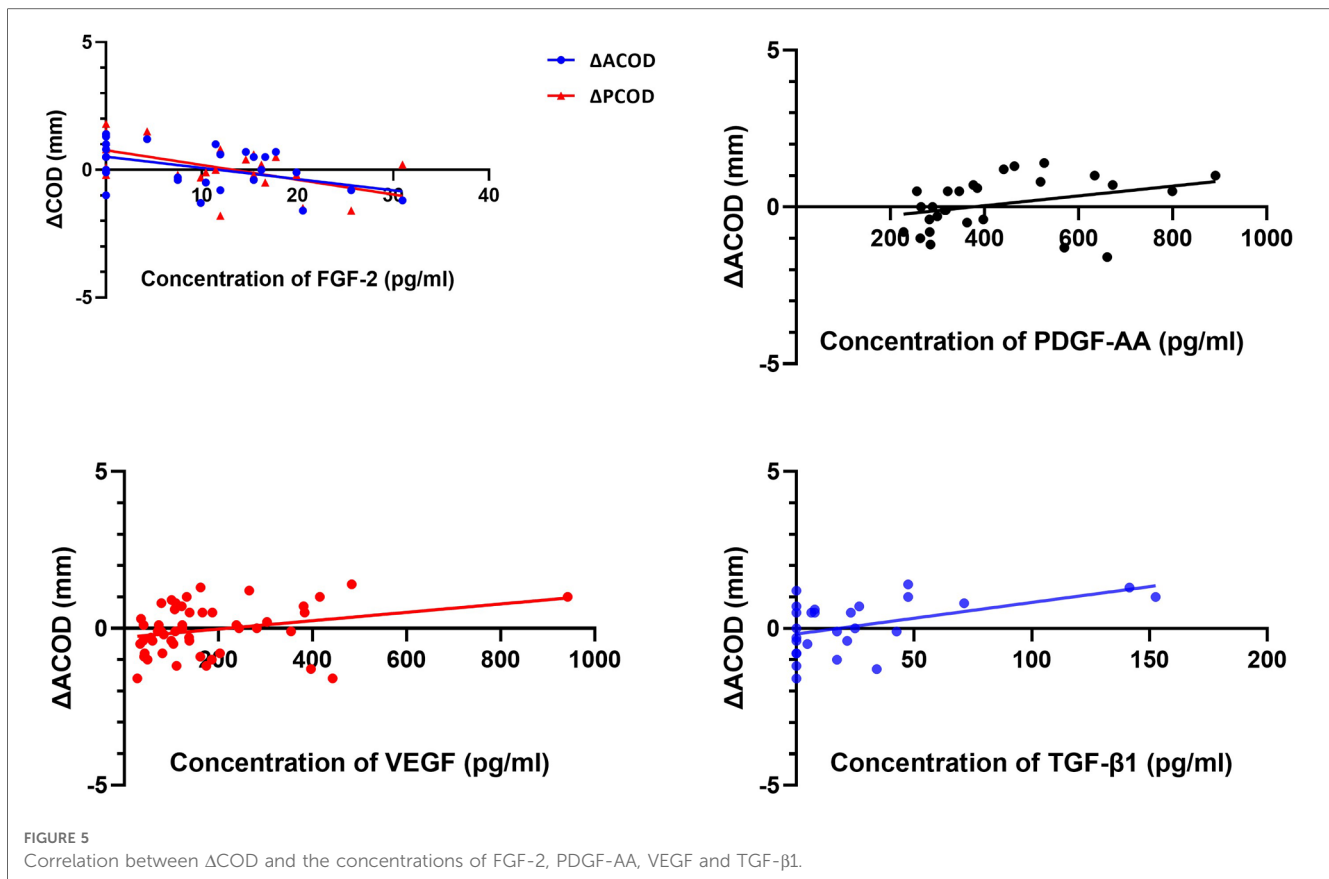 5
ΔACOD
ΔPCOD
ΔCOD (mm)
0
10 20 30 40
Concentration of FGF-2 (pg/ml)
-5
5
ΔACOD (mm)
0
200 400 600 800 1000
Concentration of PDGF-AA (pg/ml)
-5
5
ΔACOD (mm)
0
200 400 600 800 1000
Concentration of VEGF (pg/ml)
-5
5
ΔACOD (mm)
0
50 100 150 200
Concentration of TGF-β1 (pg/ml)
-5
FIGURE 5
Correlation between ΔCOD and the concentrations of FGF-2, PDGF-AA, VEGF and TGF-β1.